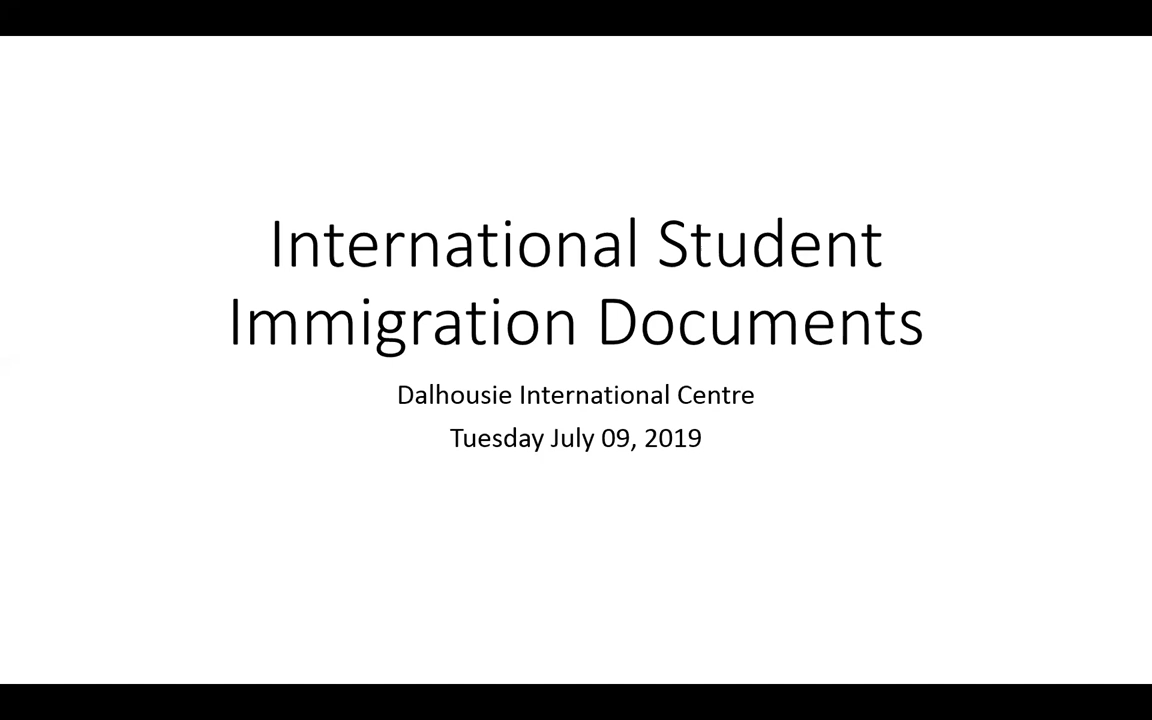 International Student
Immigration Documents
Dalhousie International Centre
Tuesday July 09, 2019